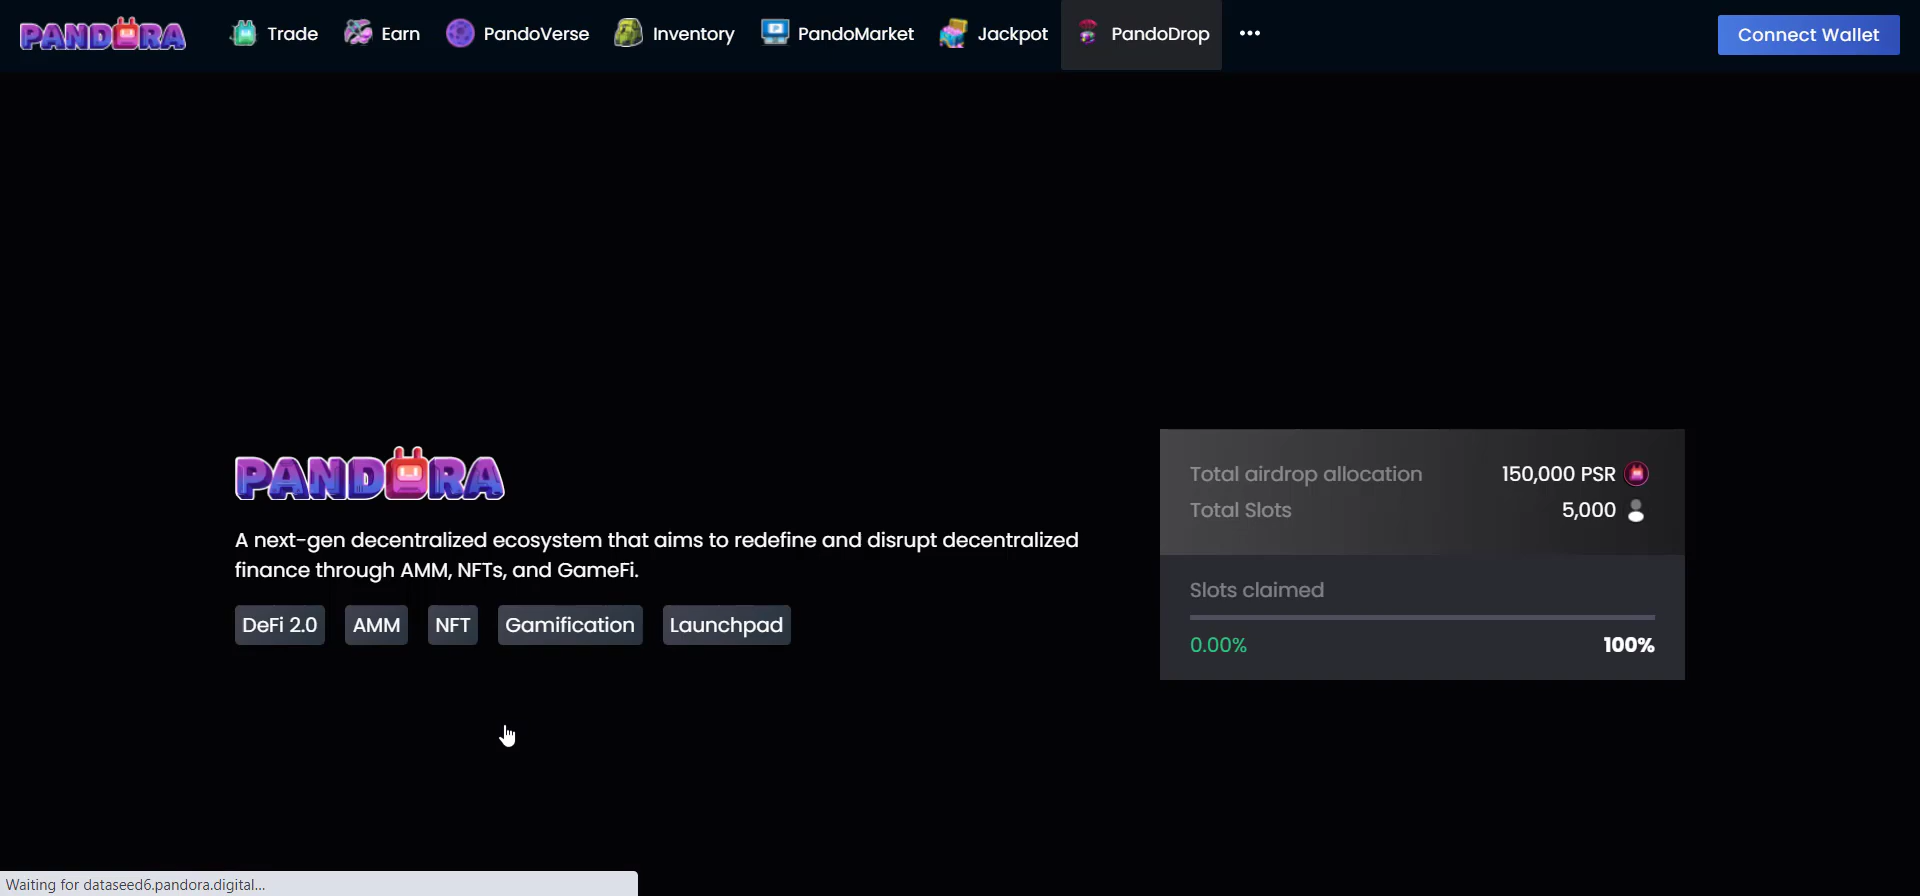 PANDORA Trade Earn PandoVerse Inventory PandoMarket Jackpot PandoDrop ••• Connect Wallet
PANDORA
A next-gen decentralized ecosystem that aims to redefine and disrupt decentralized
finance through AMM, NFTs, and GameFi.
DeFi 2.0 AMM NFT Gamification Launchpad
Total airdrop allocation 150,000 PSR
Total Slots 5,000
Slots claimed
0.00% 100%
Waiting for dataseed6.pandora.digital...